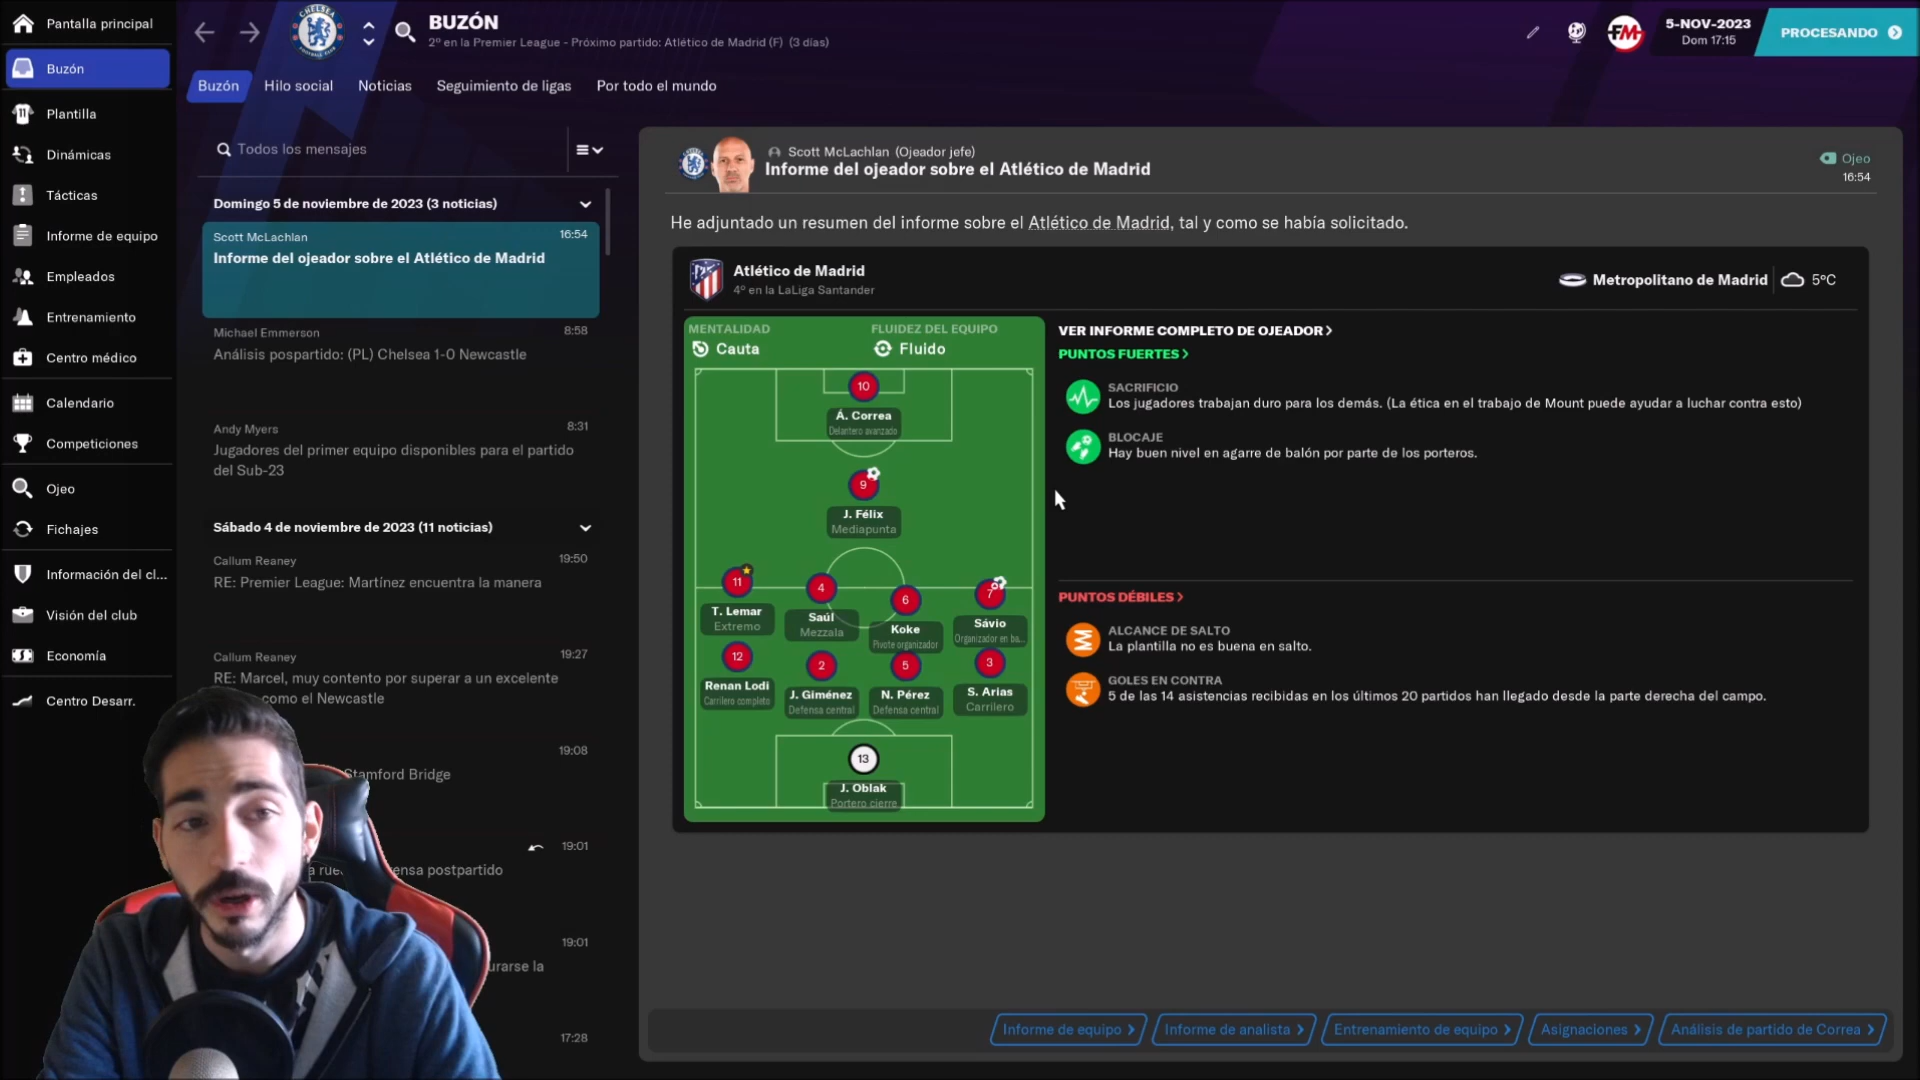 Pantalla principal
Buzón
Plantilla
Dinámicas
Tácticas
Informe de equipo
Empleados
Entrenamiento
Centro médico
Calendario
Competiciones
Ojeo
Fichajes
Información del cl...
Visión del club
Economía
Centro Desarr.
BUZÓN
2º en la Premier League - Próximo partido: Atlético de Madrid (F) (3 días)
FM
5-NOV-2023
Dom 17:15
PROCESANDO
Buzón
Hilo social
Noticias
Seguimiento de ligas
Por todo el mundo
Todos los mensajes
Domingo 5 de noviembre de 2023 (3 noticias)
Scott McLachlan 16:54
Informe del ojeador sobre el Atlético de Madrid
Michael Emmerson 8:58
Análisis pospartido: (PL) Chelsea 1-0 Newcastle
Andy Myers 8:31
Jugadores del primer equipo disponibles para el partido
del Sub-23
Sábado 4 de noviembre de 2023 (11 noticias)
Callum Reaney 19:50
RE: Premier League: Martínez encuentra la manera
Callum Reaney 19:27
RE: Marcel, muy contento por superar a un excelente
como el Newcastle
19:08
Stamford Bridge
19:01
ensa postpartido
19:01
urarse la
17:28
Scott McLachlan (Ojeador jefe)
Informe del ojeador sobre el Atlético de Madrid
Ojeo
16:54
He adjuntado un resumen del informe sobre el Atlético de Madrid, tal y como se había solicitado.
Atlético de Madrid
4º en la LaLiga Santander
Metropolitano de Madrid
5ºC
MENTALIDAD
Cauta
FLUIDEZ DEL EQUIPO
Fluido
10
Á. Correa
Delantero avanzado
9
J. Félix
Mediapunta
11
T. Lemar
Extremo
4
Saúl
Mezzala
6
Koke
Pivote organizador
7
Sávio
Organizador en ba...
12
Renan Lodi
Carrilero completo
2
J. Giménez
Defensa central
5
N. Pérez
Defensa central
3
S. Arias
Carrilero
13
J. Oblak
Portero cierre
VER INFORME COMPLETO DE OJEADOR >
PUNTOS FUERTES >
SACRIFICIO
Los jugadores trabajan duro para los demás. (La ética en el trabajo de Mount puede ayudar a luchar contra esto)
BLOCAJE
Hay buen nivel en agarre de balón por parte de los porteros.
PUNTOS DÉBILES >
ALCANCE DE SALTO
La plantilla no es buena en salto.
GOLES EN CONTRA
5 de las 14 asistencias recibidas en los últimos 20 partidos han llegado desde la parte derecha del campo.
Informe de equipo >
Informe de analista >
Entrenamiento de equipo >
Asignaciones >
Análisis de partido de Correa >